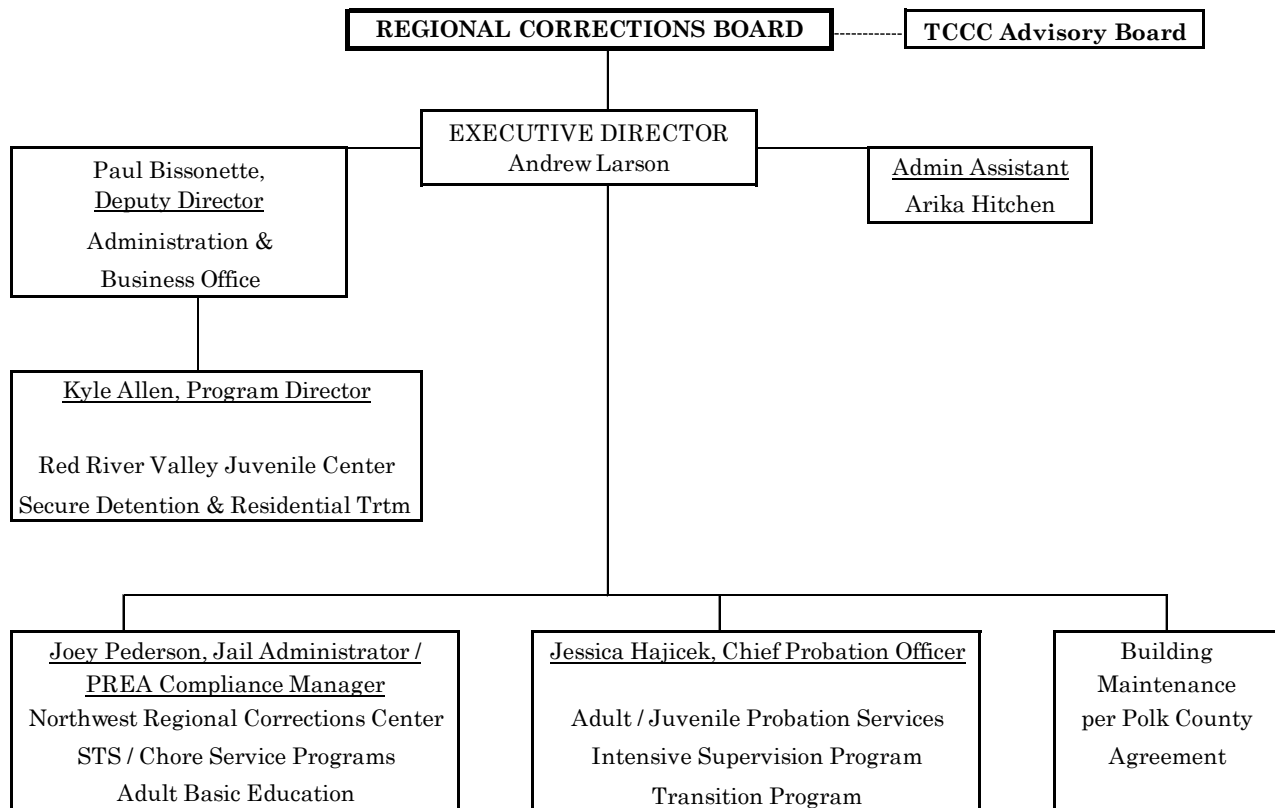 REGIONAL CORRECTIONS BOARD
TCCC Advisory Board
EXECUTIVE DIRECTOR
Andrew Larson
Paul Bissonette,
Deputy Director
Administration &
Business Office
Admin Assistant
Arika Hitchen
Kyle Allen, Program Director
Red River Valley Juvenile Center
Secure Detention & Residential Trtm
Joey Pederson, Jail Administrator /
PREA Compliance Manager
Northwest Regional Corrections Center
STS / Chore Service Programs
Adult Basic Education
Jessica Hajicek, Chief Probation Officer
Adult / Juvenile Probation Services
Intensive Supervision Program
Transition Program
Building
Maintenance
per Polk County
Agreement